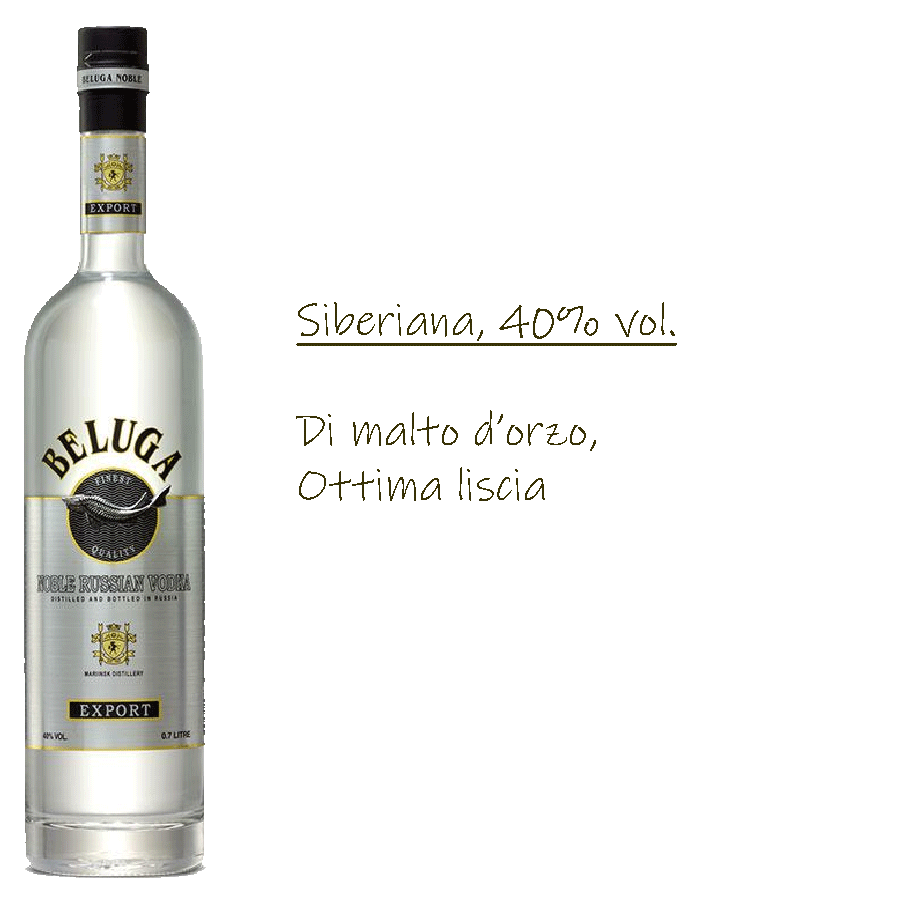 BELUGA NOBLE
EXPORT
BELUGA
FINEST
QUALITY
NOBLE RUSSIAN VODKA
DISTILLED AND BOTTLED IN RUSSIA
MARIINSK DISTILLERY
EXPORT
40% VOL. 0.7 LITRE
Siberiana, 40% vol.
Di malto d'orzo,
Ottima liscia